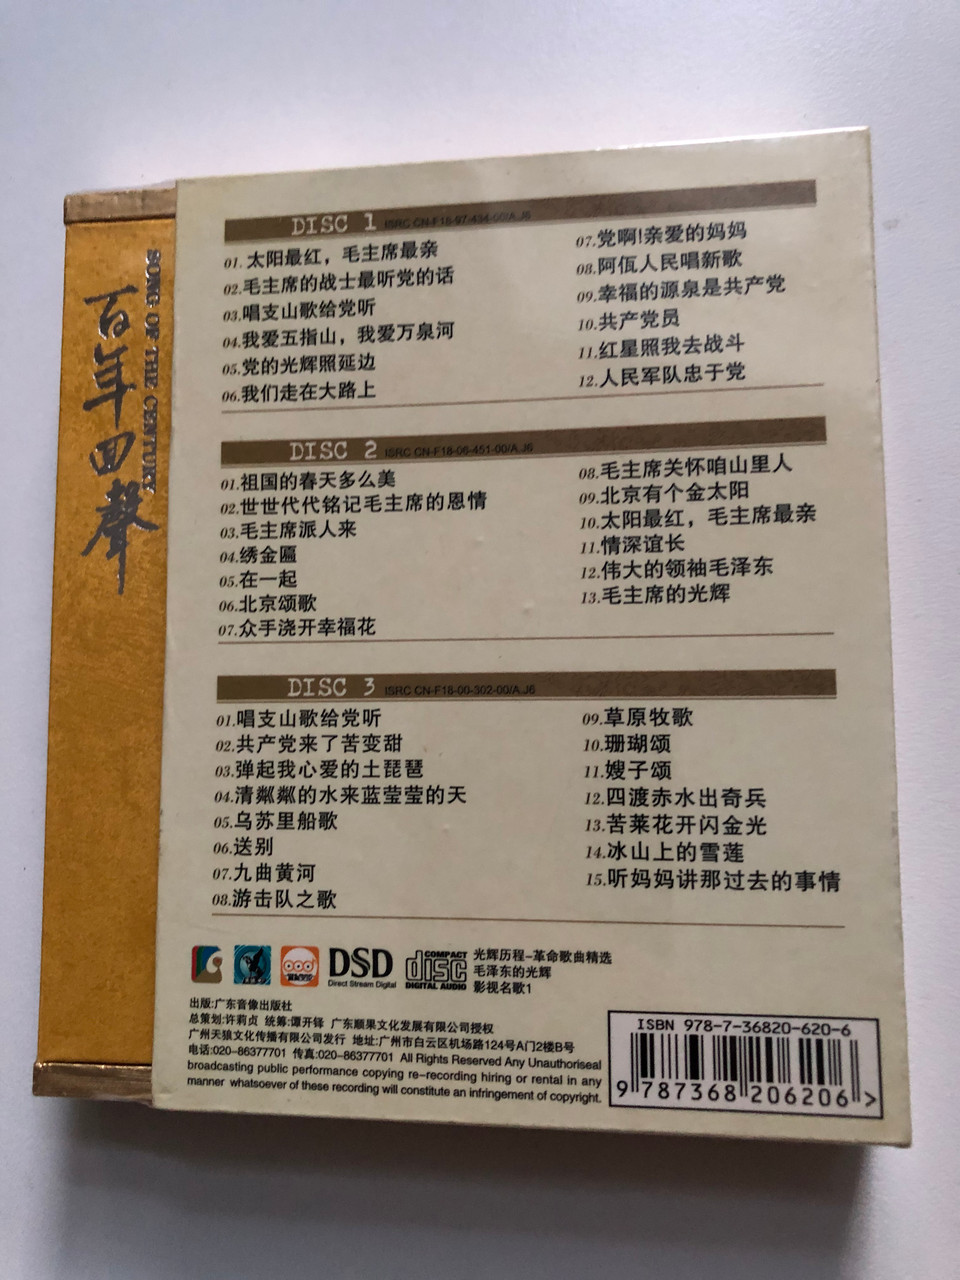 SONG OF THE CENTURY
百年回聲
DISC 1 ISRC CN-F18-97-434-00/A.J6
01.太阳最红，毛主席最亲
02.毛主席的战士最听党的话
03.唱支山歌给党听
04.我爱五指山，我爱万泉河
05.党的光辉照延边
06.我们走在大路上
07.党啊!亲爱的妈妈
08.阿佤人民唱新歌
09.幸福的源泉是共产党
10.共产党员
11.红星照我去战斗
12.人民军队忠于党
DISC 2 ISRC CN-F18-06-451-00/A.J6
01.祖国的春天多么美
02.世世代代铭记毛主席的恩情
03.毛主席派人来
04.绣金匾
05.在一起
06.北京颂歌
07.众手浇开幸福花
08.毛主席关怀咱山里人
09.北京有个金太阳
10.太阳最红，毛主席最亲
11.情深谊长
12.伟大的领袖毛泽东
13.毛主席的光辉
DISC 3 ISRC CN-F18-00-302-00/A.J6
01.唱支山歌给党听
02.共产党来了苦变甜
03.弹起我心爱的土琵琶
04.清粼粼的水来蓝莹莹的天
05.乌苏里船歌
06.送别
07.九曲黄河
08.游击队之歌
09.草原牧歌
10.珊瑚颂
11.嫂子颂
12.四渡赤水出奇兵
13.苦菜花开闪金光
14.冰山上的雪莲
15.听妈妈讲那过去的事情
DSD
Direct Stream Digital
COMPACT
disc
DIGITAL AUDIO
光辉历程-革命歌曲精选
毛泽东的光辉
影视名歌1
出版:广东音像出版社
总策划:许莉贞 统筹:谭开铎 广东顺果文化发展有限公司授权
广州天狼文化传播有限公司发行 地址:广州市白云区机场路124号A门2楼B号
电话:020-86377701 传真:020-86377701 All Rights Reserved Any Unauthoriseal
broadcasting public performance copying re-recording hiring or rental in any
manner whatsoever of these recording will constitute an infringement of copyright.
ISBN 978-7-36820-620-6
9 787368 206206 >